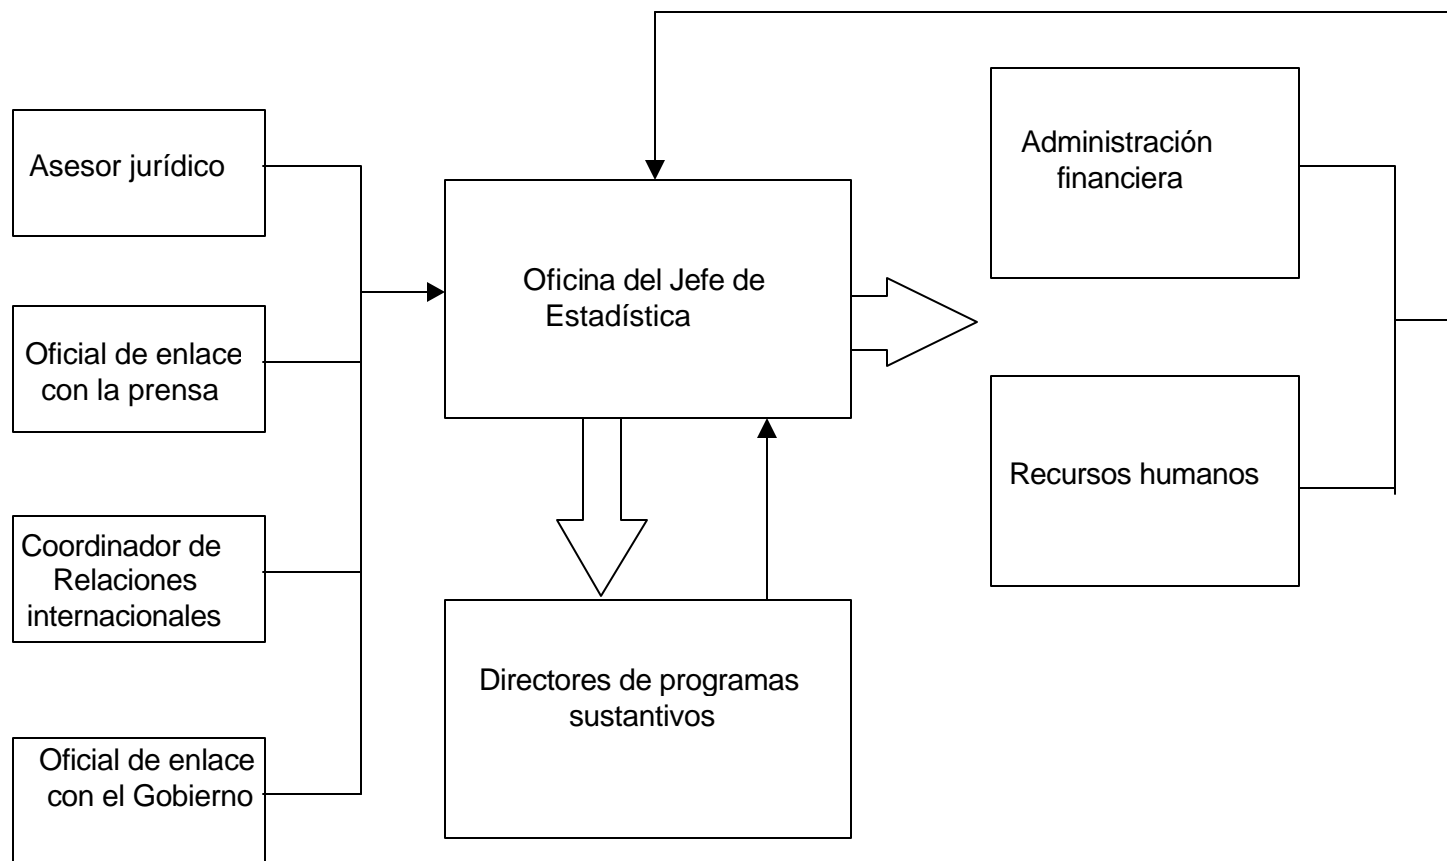 Asesor jurídico
Oficial de enlace
con la prensa
Coordinador de
Relaciones
internacionales
Oficial de enlace
con el Gobierno
Oficina del Jefe de
Estadística
Directores de programas
sustantivos
Administración
financiera
Recursos humanos